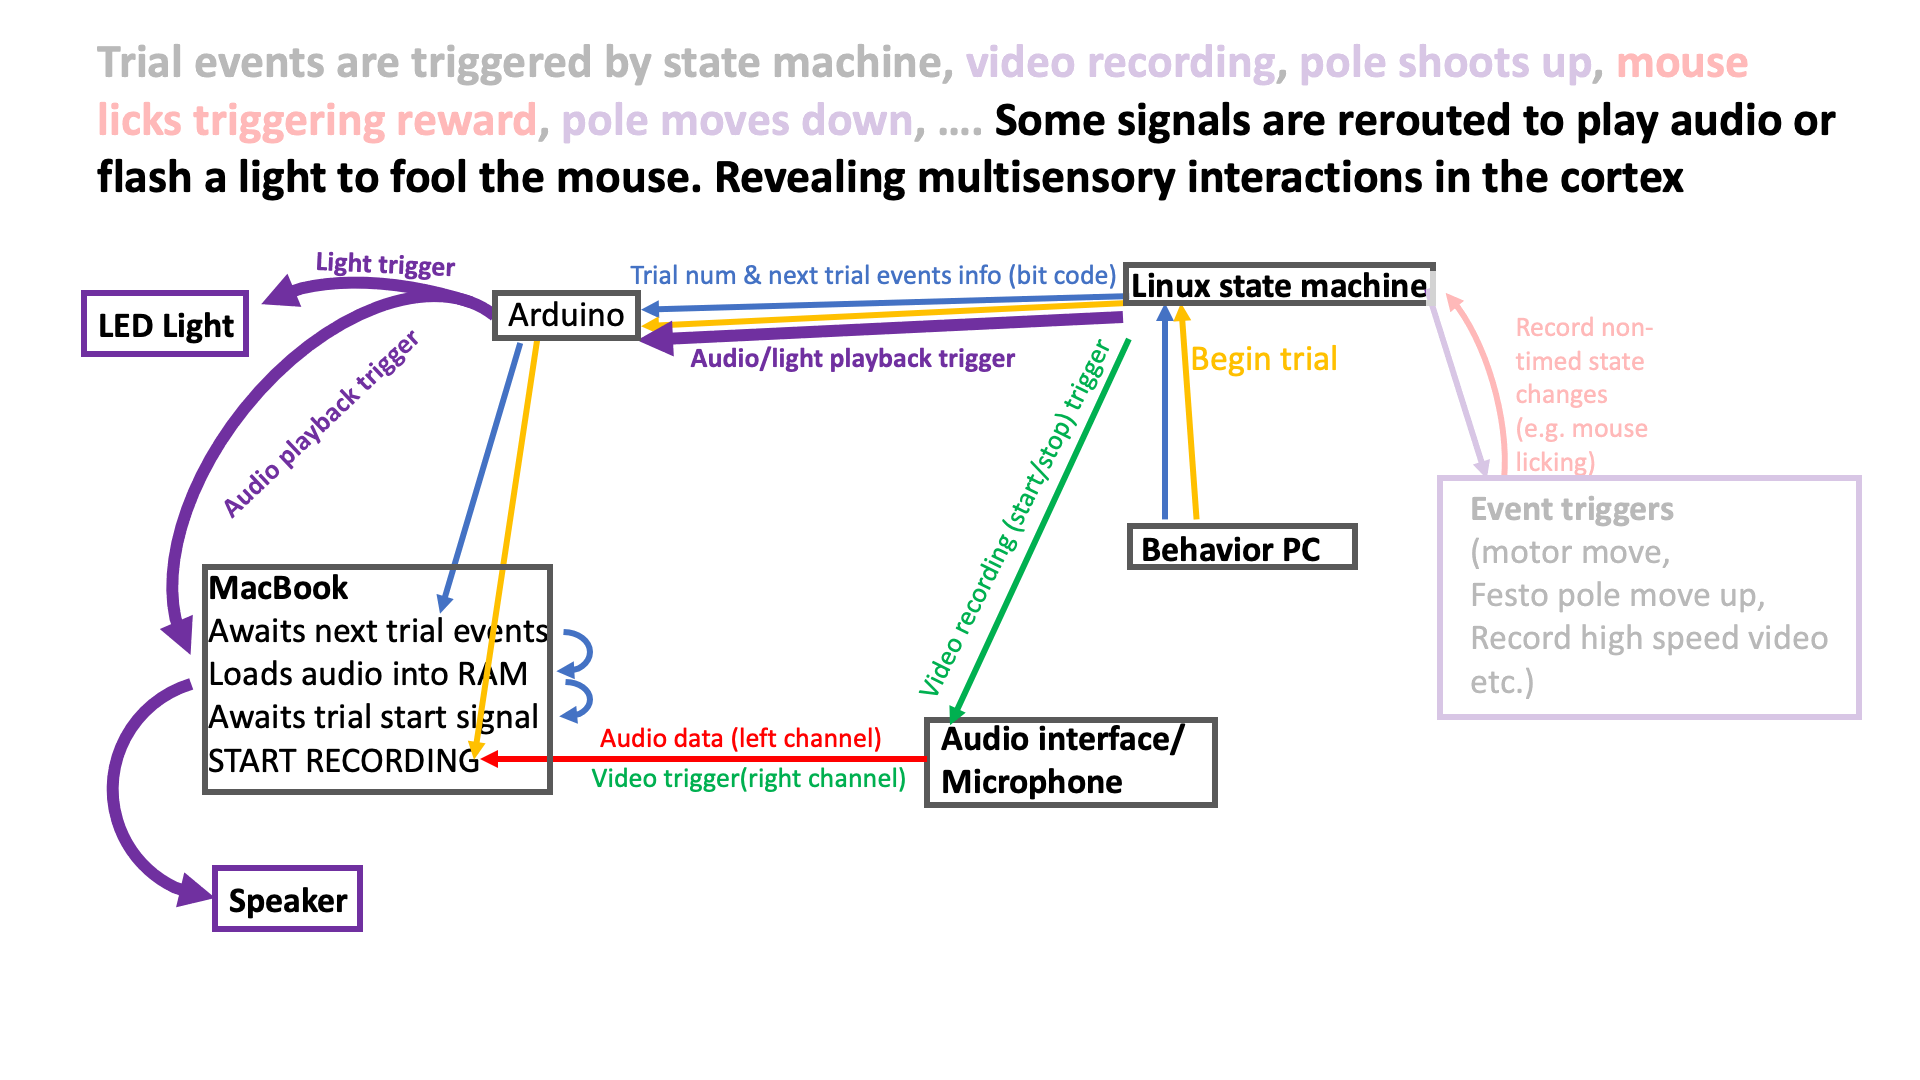 Trial events are triggered by state machine, video recording, pole shoots up, mouse
licks triggering reward, pole moves down, .... Some signals are rerouted to play audio or
flash a light to fool the mouse. Revealing multisensory interactions in the cortex
Light trigger
LED Light
Audio playback trigger
Arduino
Trial num & next trial events info (bit code)
Audio/light playback trigger
Linux state machine
Begin trial
Video recording (start/stop) trigger
Record non-
timed state
changes
(e.g. mouse
licking)
Behavior PC
Event triggers
(motor move,
Festo pole move up,
Record high speed video
etc.)
MacBook
Awaits next trial events
Loads audio into RAM
Awaits trial start signal
START RECORDING
Audio data (left channel)
Video trigger(right channel)
Audio interface/
Microphone
Speaker